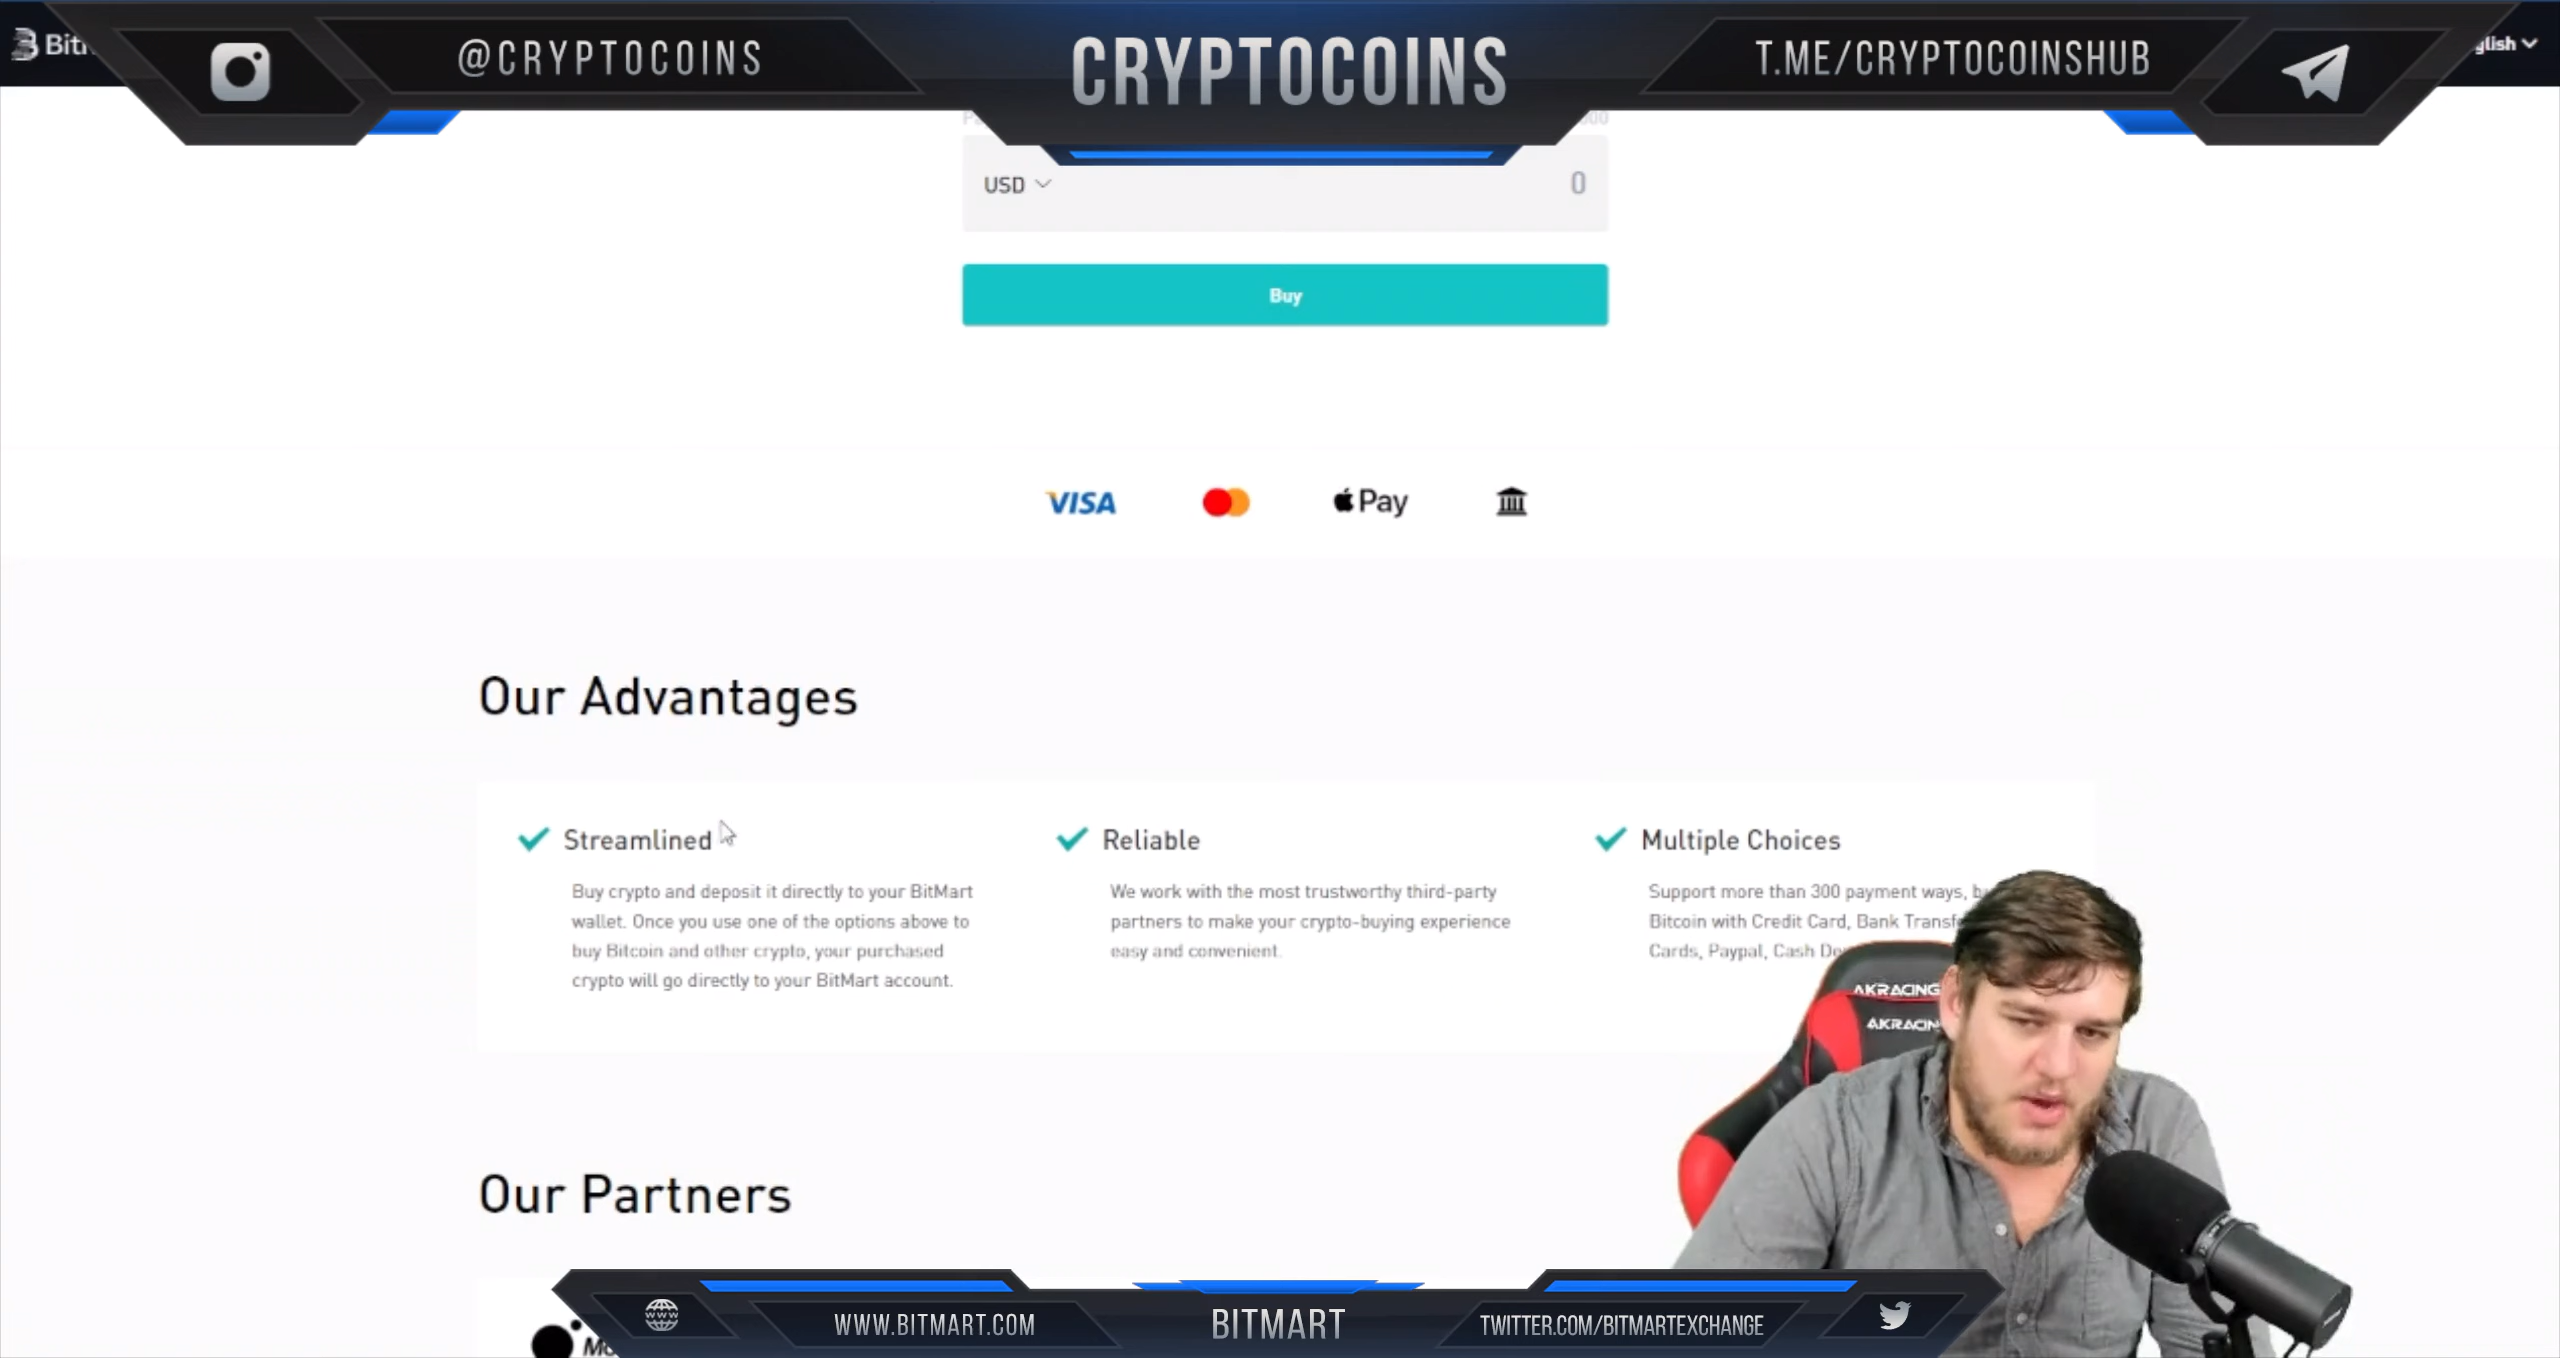 @CRYPTOCOINS
CRYPTOCOINS
T.ME/CRYPTOCOINSHUB
USD
0
Buy
VISA
Pay
Our Advantages
Streamlined
Buy crypto and deposit it directly to your BitMart
wallet. Once you use one of the options above to
buy Bitcoin and other crypto, your purchased
crypto will go directly to your BitMart account.
Reliable
We work with the most trustworthy third-party
partners to make your crypto-buying experience
easy and convenient.
Multiple Choices
Support more than 300 payment ways,
Bitcoin with Credit Card, Bank
Cards, Paypal, Cash
AKRACING
AKRACIN
Our Partners
WWW
WWW.BITMART.COM
BITMART
TWITTER.COM/BITMARTEXCHANGE